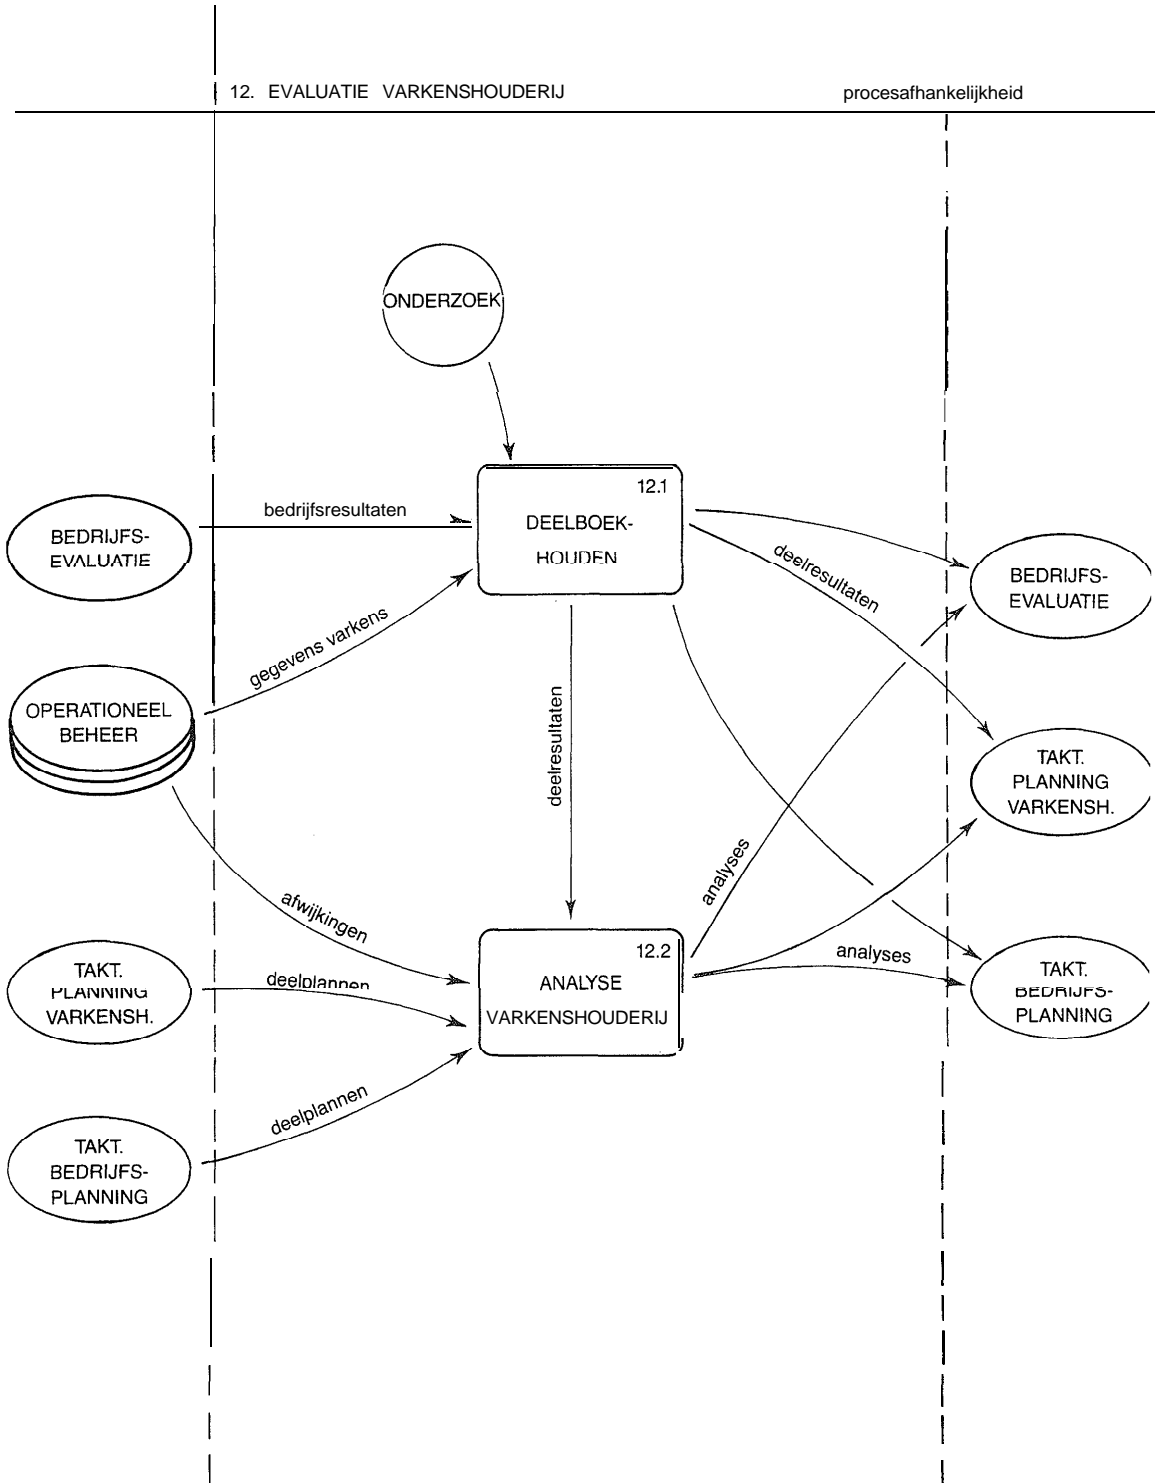 12. EVALUATIE VARKENSHOUDERIJ
procesafhankelijkheid
ONDERZOEK
12.1
DEELBOEK-
HOUDEN
bedrijfsresultaten
BEDRIJFS-
EVALUATIE
gegevens varkens
OPERATIONEEL
BEHEER
deelresultaten
deelresultaten
BEDRIJFS-
EVALUATIE
TAKT.
PLANNING
VARKENSH.
analyses
afwijkingen
12.2
ANALYSE
VARKENSHOUDERIJ
analyses
TAKT.
BEDRIJFS-
PLANNING
TAKT.
PLANNING
VARKENSH.
deelplannen
deelplannen
TAKT.
BEDRIJFS-
PLANNING